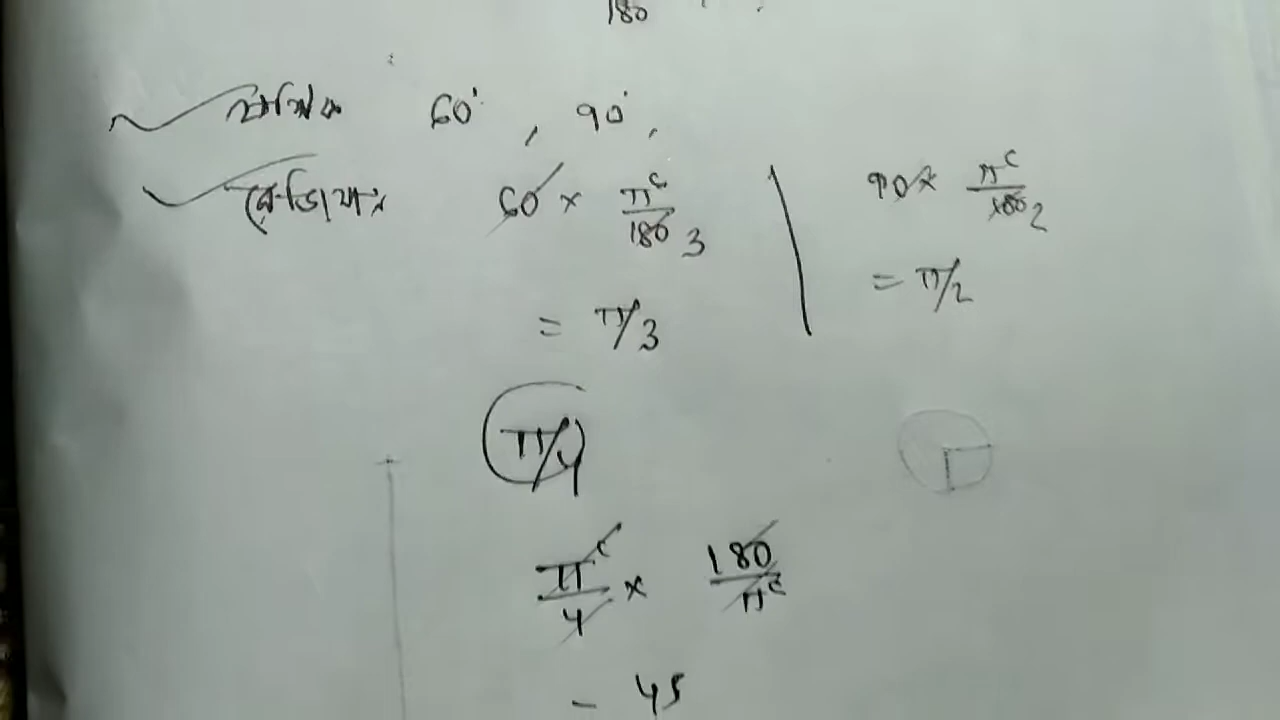 180
60°, 90°,
রেডিয়ান 60 × π^c/180 3
= π/3
90 × π^c/180 2
= π/2
π/4
π^c/4 × 180/π^c
= 45